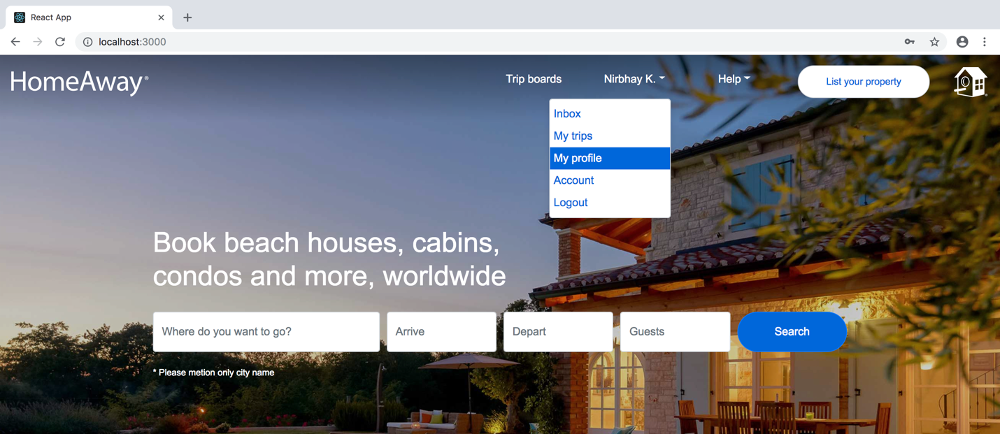 React App
localhost:3000
HomeAway®
Trip boards
Nirbhay K.
Help
List your property
Inbox
My trips
My profile
Account
Logout
Book beach houses, cabins,
condos and more, worldwide
Where do you want to go?
Arrive
Depart
Guests
Search
* Please metion only city name